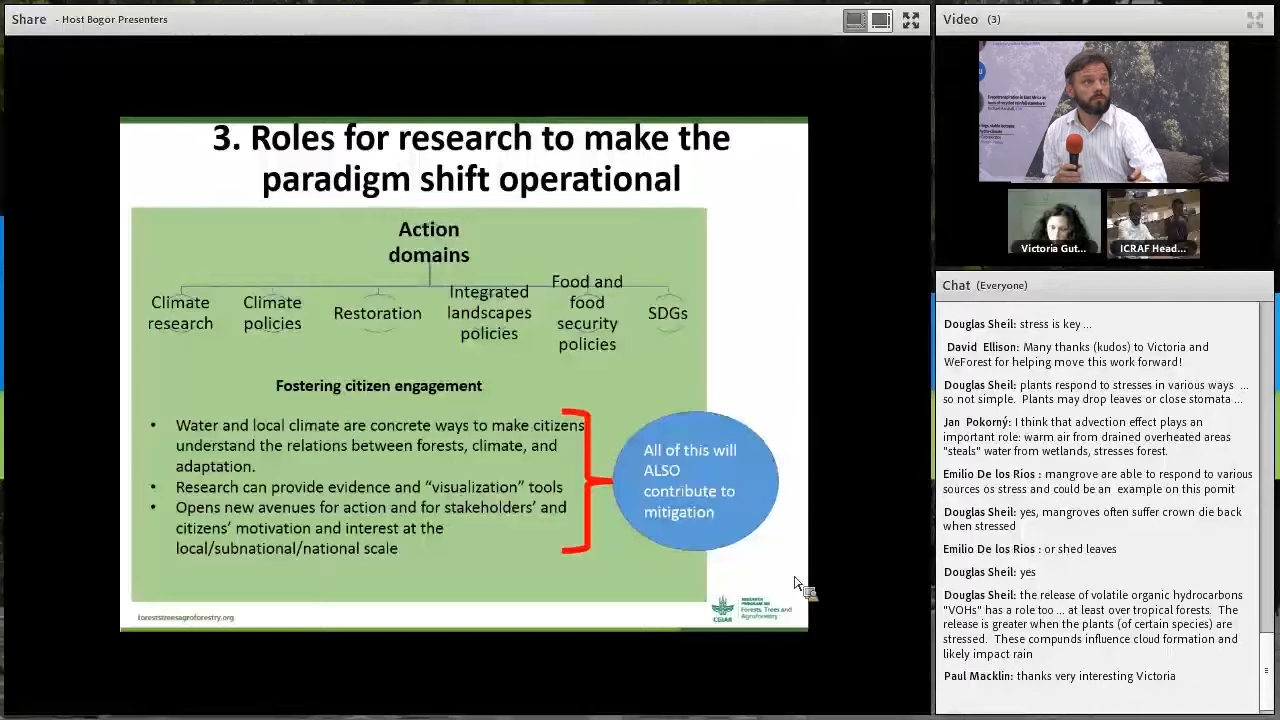 Share - Host Bogor Presenters
3. Roles for research to make the
paradigm shift operational
Action
domains
Climate
research
Climate
policies
Restoration
Integrated
landscapes
policies
Food and
food
security
policies
SDGs
Fostering citizen engagement
• Water and local climate are concrete ways to make citizens
understand the relations between forests, climate, and
adaptation.
• Research can provide evidence and “visualization” tools
• Opens new avenues for action and for stakeholders’ and
citizens’ motivation and interest at the
local/subnational/national scale
All of this will
ALSO
contribute to
mitigation
foreststreesagroforestry.org
CGIAR
RESEARCH
PROGRAM ON
Forests, Trees and
Agroforestry
Video (3)
Victoria Gut...
ICRAF Head...
Chat (Everyone)
Douglas Sheil: stress is key ...
David Ellison: Many thanks (kudos) to Victoria and
WeForest for helping move this work forward!
Douglas Sheil: plants respond to stresses in various ways ...
so not simple. Plants may drop leaves or close stomata ...
Jan Pokorný: I think that advection effect plays an
important role: warm air from drained overheated areas
"steals" water from wetlands, stresses forest.
Emilio De los Rios : mangrove are able to respond to various
sources os stress and could be an example on this pomit
Douglas Sheil: yes, mangroves often suffer crown die back
when stressed
Emilio De los Rios : or shed leaves
Douglas Sheil: yes
Douglas Sheil: the release of volatile organic hydrocarbons
"VOHs" has a role too ... at least over tropical forests. The
release is greater when the plants (of certain species) are
stressed. These compunds influence cloud formation and
likely impact rain
Paul Macklin: thanks very interesting Victoria